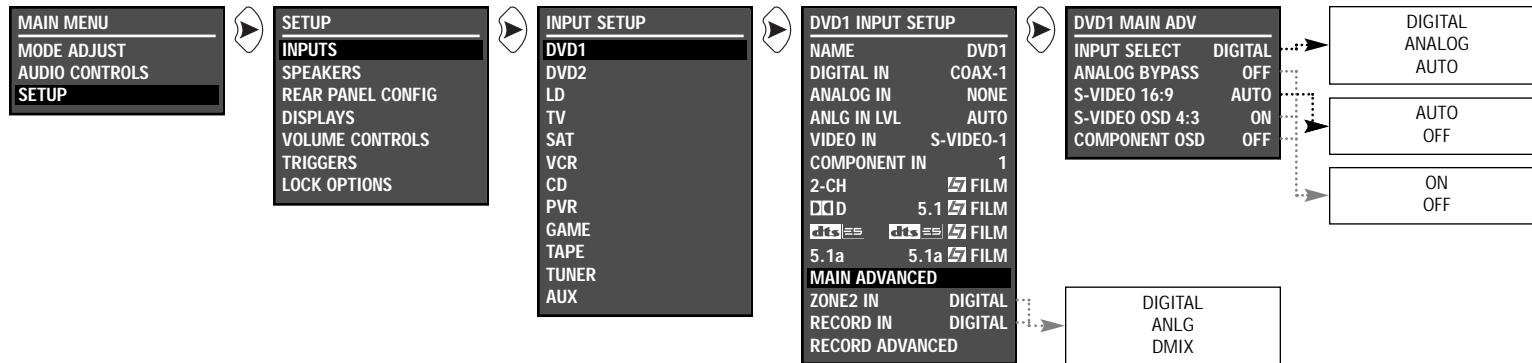 MAIN MENU
MODE ADJUST
AUDIO CONTROLS
SETUP
SETUP
INPUTS
SPEAKERS
REAR PANEL CONFIG
DISPLAYS
VOLUME CONTROLS
TRIGGERS
LOCK OPTIONS
INPUT SETUP
DVD1
DVD2
LD
TV
SAT
VCR
CD
PVR
GAME
TAPE
TUNER
AUX
DVD1 INPUT SETUP
NAME DVD1
DIGITAL IN COAX-1
ANALOG IN NONE
ANLG IN LVL AUTO
VIDEO IN S-VIDEO-1
COMPONENT IN 1
2-CH FILM
D 5.1 FILM
dts ES dts ES FILM
5.1a 5.1a FILM
MAIN ADVANCED
ZONE2 IN DIGITAL
RECORD IN DIGITAL
RECORD ADVANCED
DVD1 MAIN ADV
INPUT SELECT DIGITAL
ANALOG BYPASS OFF
S-VIDEO 16:9 AUTO
S-VIDEO OSD 4:3 ON
COMPONENT OSD OFF
DIGITAL
ANALOG
AUTO
AUTO
OFF
ON
OFF
DIGITAL
ANLG
DMIX